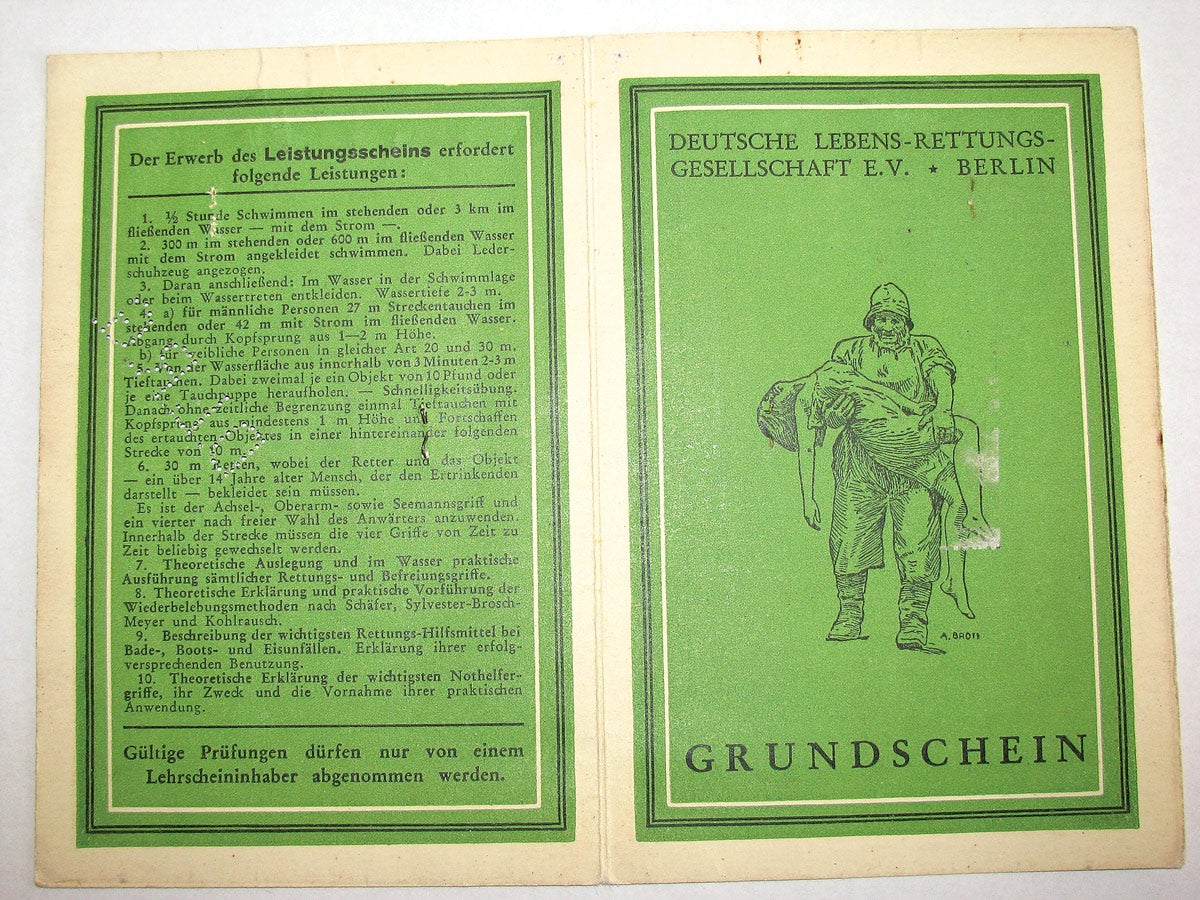 Der Erwerb des Leistungsscheins erfordert
folgende Leistungen:
1. ½ Stunde Schwimmen im stehenden oder 3 km im
fließenden Wasser — mit dem Strom —.
2. 300 m im stehenden oder 600 m im fließenden Wasser
mit dem Strom angekleidet schwimmen. Dabei Leder-
schuhzeug angezogen.
3. Daran anschließend: Im Wasser in der Schwimmlage
oder beim Wassertreten entkleiden. Wassertiefe 2-3 m.
4. a) für männliche Personen 27 m Streckentauchen im
stehenden oder 42 m mit Strom im fließenden Wasser.
Abgang durch Kopfsprung aus 1—2 m Höhe.
b) für weibliche Personen in gleicher Art 20 und 30 m.
5. Von der Wasserfläche aus innerhalb von 3 Minuten 2-3 m
Tieftauchen. Dabei zweimal je ein Objekt von 10 Pfund oder
je eine Tauchpuppe heraufholen. — Schnelligkeitsübung.
Danach ohne zeitliche Begrenzung einmal Tieftauchen mit
Kopfsprung aus mindestens 1 m Höhe und Fortschaffen
des ertauchten Objektes in einer hintereinander folgenden
Strecke von 10 m.
6. 30 m Retten, wobei der Retter und das Objekt
— ein über 14 Jahre alter Mensch, der den Ertrinkenden
darstellt — bekleidet sein müssen.
Es ist der Achsel-, Oberarm- sowie Seemannsgriff und
ein vierter nach freier Wahl des Anwärters anzuwenden.
Innerhalb der Strecke müssen die vier Griffe von Zeit zu
Zeit beliebig gewechselt werden.
7. Theoretische Auslegung und im Wasser praktische
Ausführung sämtlicher Rettungs- und Befreiungsgriffe.
8. Theoretische Erklärung und praktische Vorführung der
Wiederbelebungsmethoden nach Schäfer, Sylvester-Brosch-
Meyer und Kohlrausch.
9. Beschreibung der wichtigsten Rettungs-Hilfsmittel bei
Bade-, Boots- und Eisunfällen. Erklärung ihrer erfolg-
versprechenden Benutzung.
10. Theoretische Erklärung der wichtigsten Nothelfer-
griffe, ihr Zweck und die Vornahme ihrer praktischen
Anwendung.
Gültige Prüfungen dürfen nur von einem
Lehrscheininhaber abgenommen werden.
DEUTSCHE LEBENS-RETTUNGS-
GESELLSCHAFT E.V. ★ BERLIN
GRUNDSCHEIN